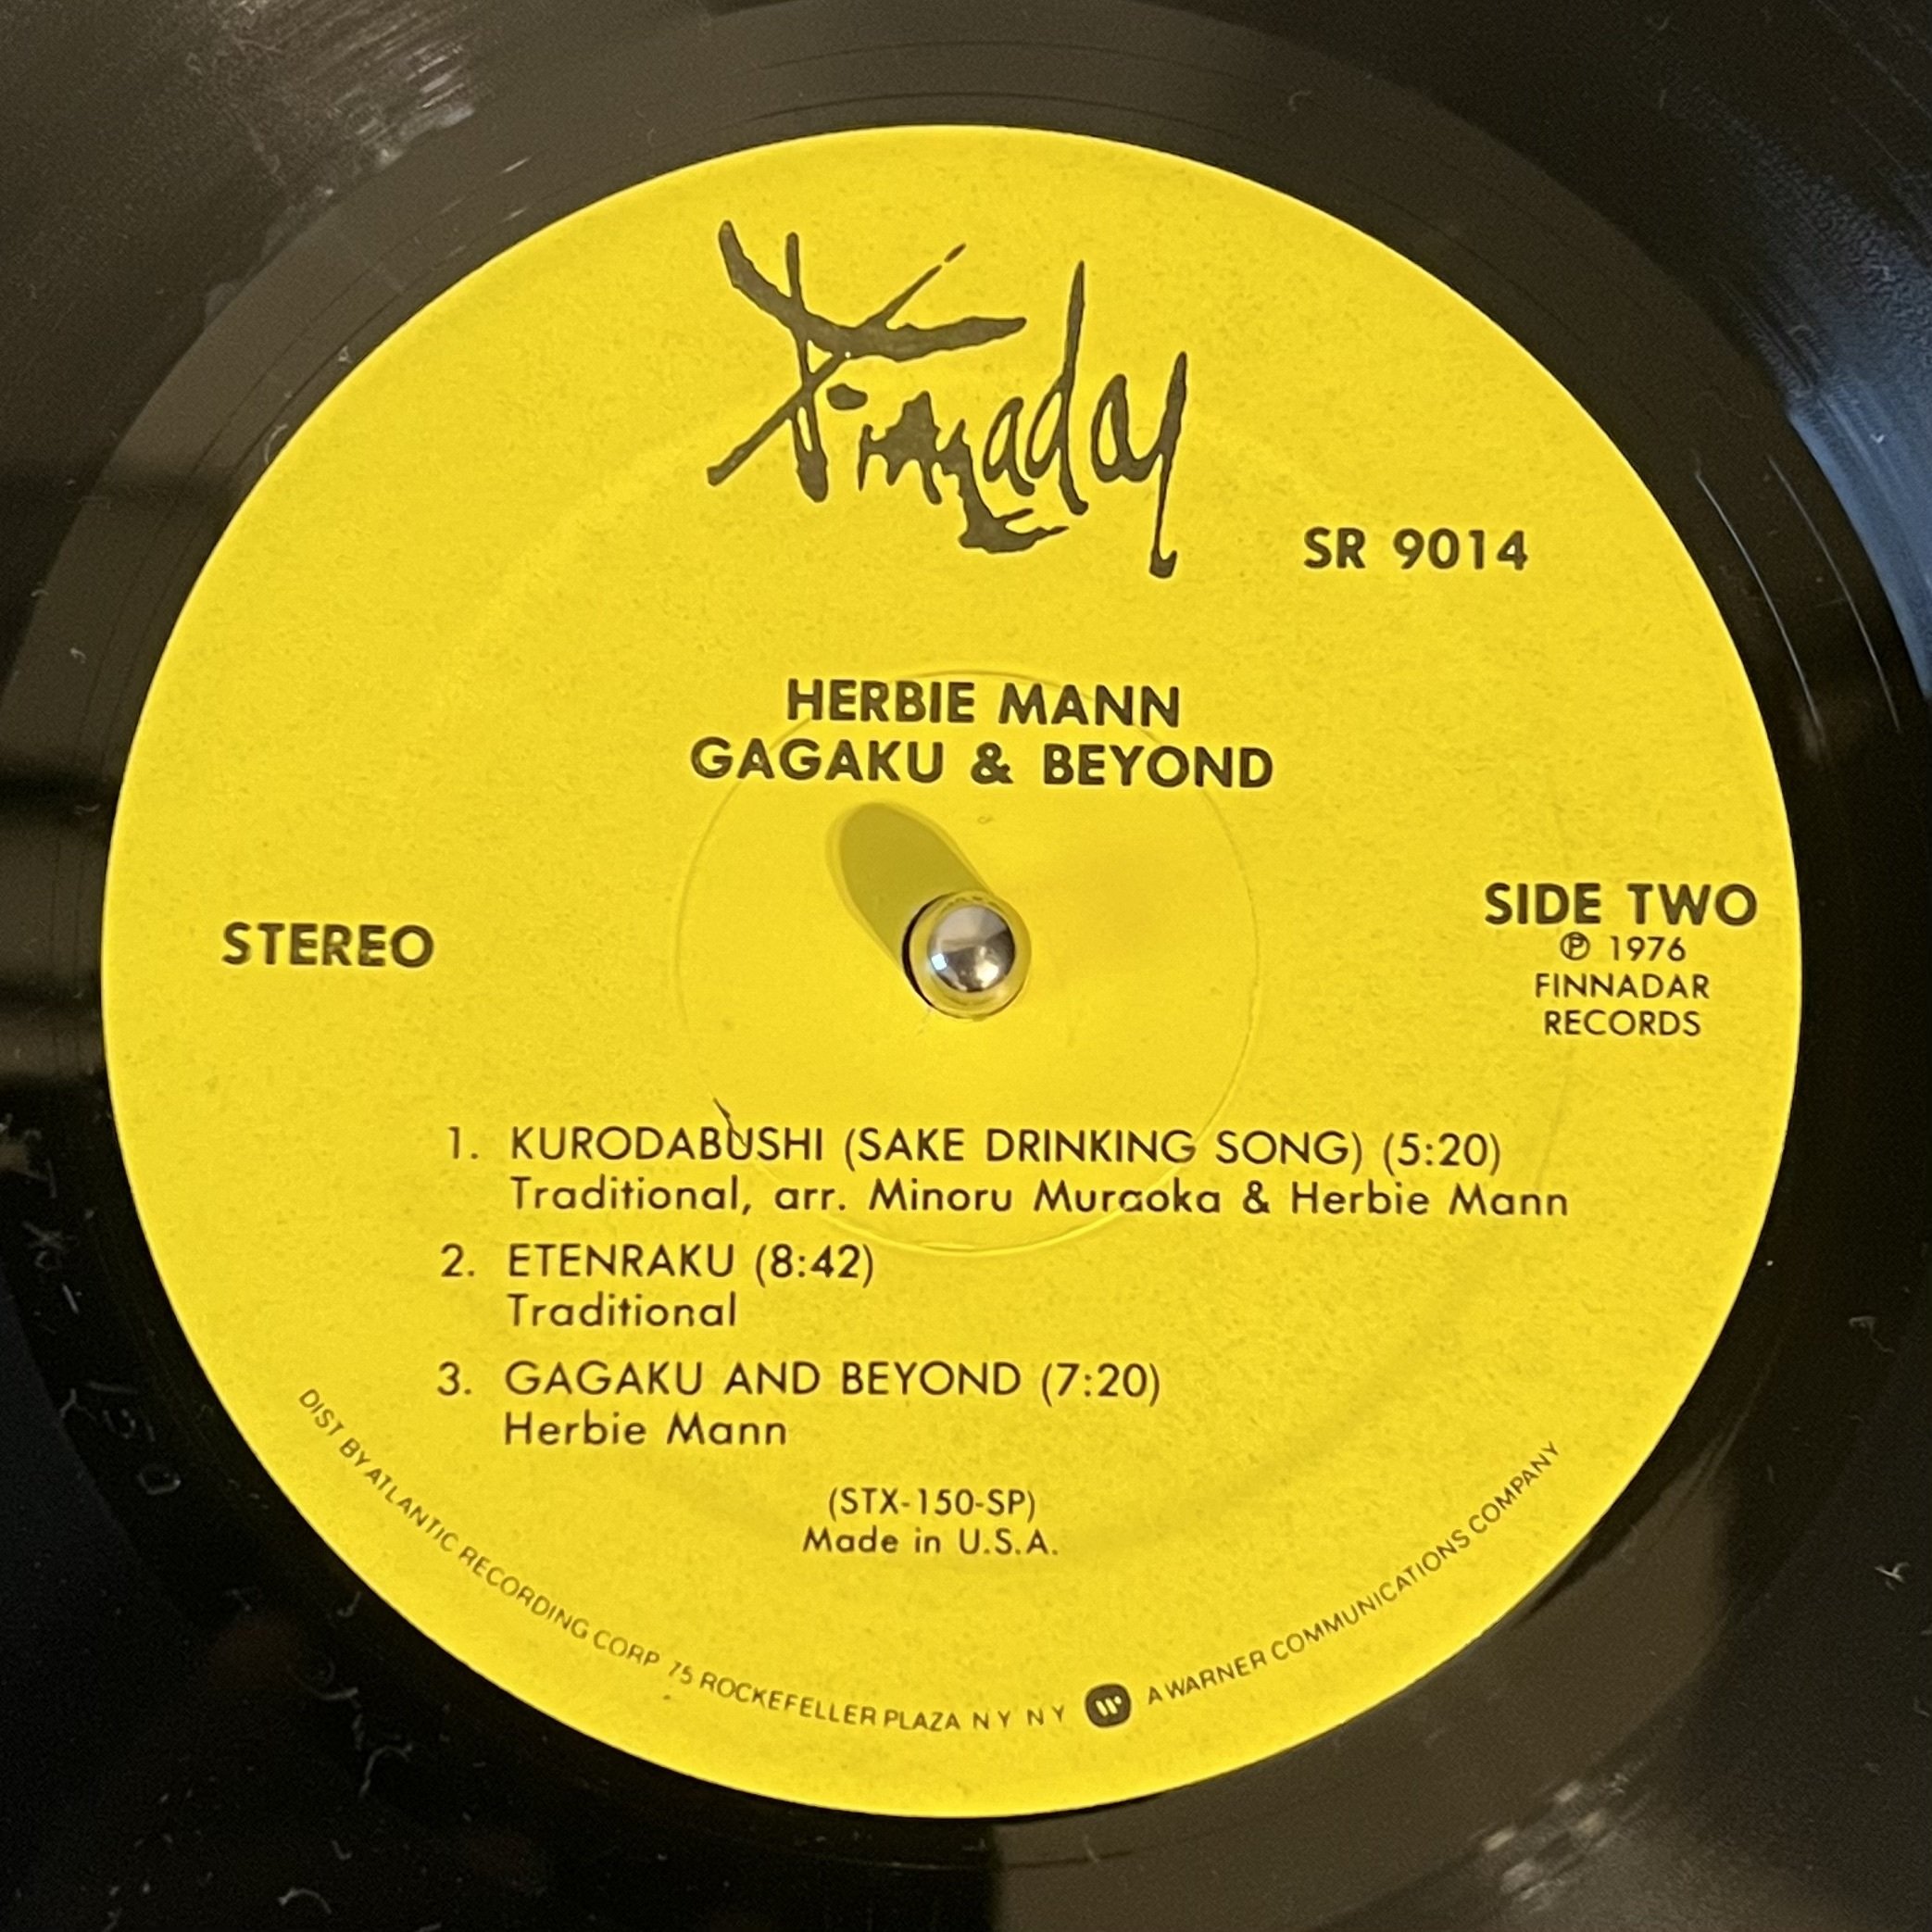 Finnadar
SR 9014
HERBIE MANN
GAGAKU & BEYOND
STEREO
SIDE TWO
℗ 1976
FINNADAR
RECORDS
1. KURODABUSHI (SAKE DRINKING SONG) (5:20)
Traditional, arr. Minoru Muraoka & Herbie Mann
2. ETENRAKU (8:42)
Traditional
3. GAGAKU AND BEYOND (7:20)
Herbie Mann
(STX-150-SP)
Made in U.S.A.
DIST BY ATLANTIC RECORDING CORP 75 ROCKEFELLER PLAZA N Y N Y W A WARNER COMMUNICATIONS COMPANY